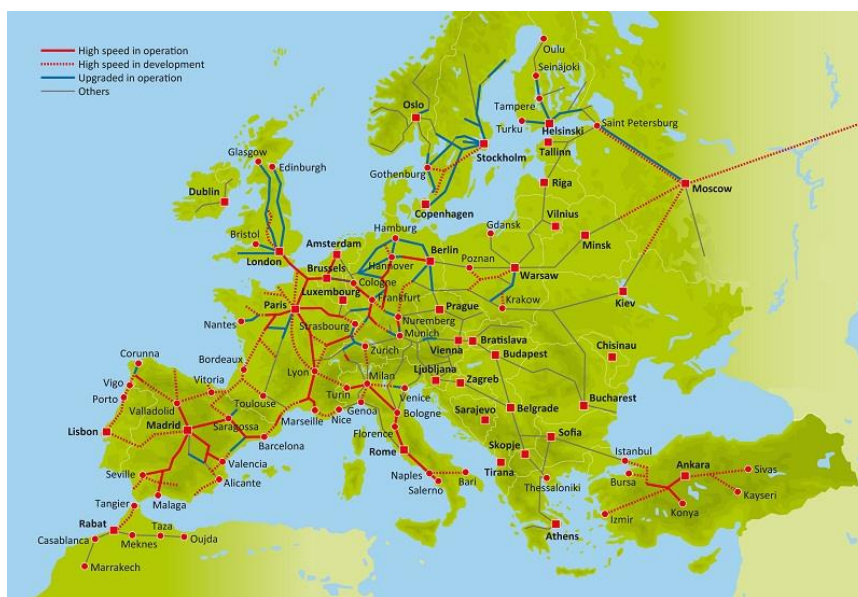 High speed in operation
High speed in development
Upgraded in operation
Others
Oulu
Seinäjoki
Tampere
Oslo
Turku
Helsinki
Saint Petersburg
Tallinn
Stockholm
Glasgow
Edinburgh
Gothenburg
Dublin
Riga
Moscow
Copenhagen
Vilnius
Gdansk
Hamburg
Bristol
Amsterdam
Minsk
London
Berlin
Hannover
Poznan
Brussels
Warsaw
Cologne
Luxembourg
Kiev
Frankfurt
Krakow
Paris
Prague
Nuremberg
Strasbourg
Nantes
Munich
Chisinau
Bratislava
Vienna
Zurich
Budapest
Corunna
Bordeaux
Ljubljana
Lyon
Milan
Zagreb
Vigo
Vitoria
Bucharest
Turin
Venice
Porto
Toulouse
Genoa
Belgrade
Valladolid
Marseille
Bologne
Sarajevo
Saragossa
Nice
Madrid
Florence
Lisbon
Sofia
Barcelona
Skopje
Istanbul
Rome
Valencia
Ankara
Seville
Tirana
Sivas
Naples
Bari
Bursa
Alicante
Salerno
Thessaloniki
Kayseri
Tangier
Malaga
Konya
Izmir
Rabat
Taza
Athens
Casablanca
Meknes
Oujda
Marrakech